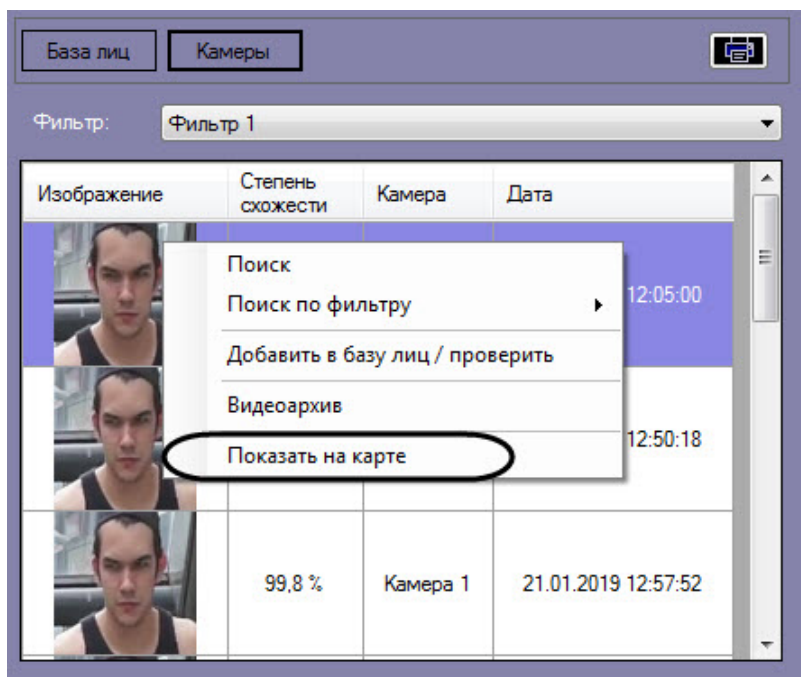 База лиц
Камеры
Фильтр:
Фильтр 1
Изображение
Степень
схожести
Камера
Дата
Поиск
12:05:00
Поиск по фильтру
Добавить в базу лиц / проверить
Видеоархив
12:50:18
Показать на карте
99,8 %
Камера 1
21.01.2019 12:57:52